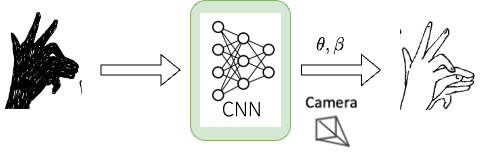 CNN
θ, β
Camera